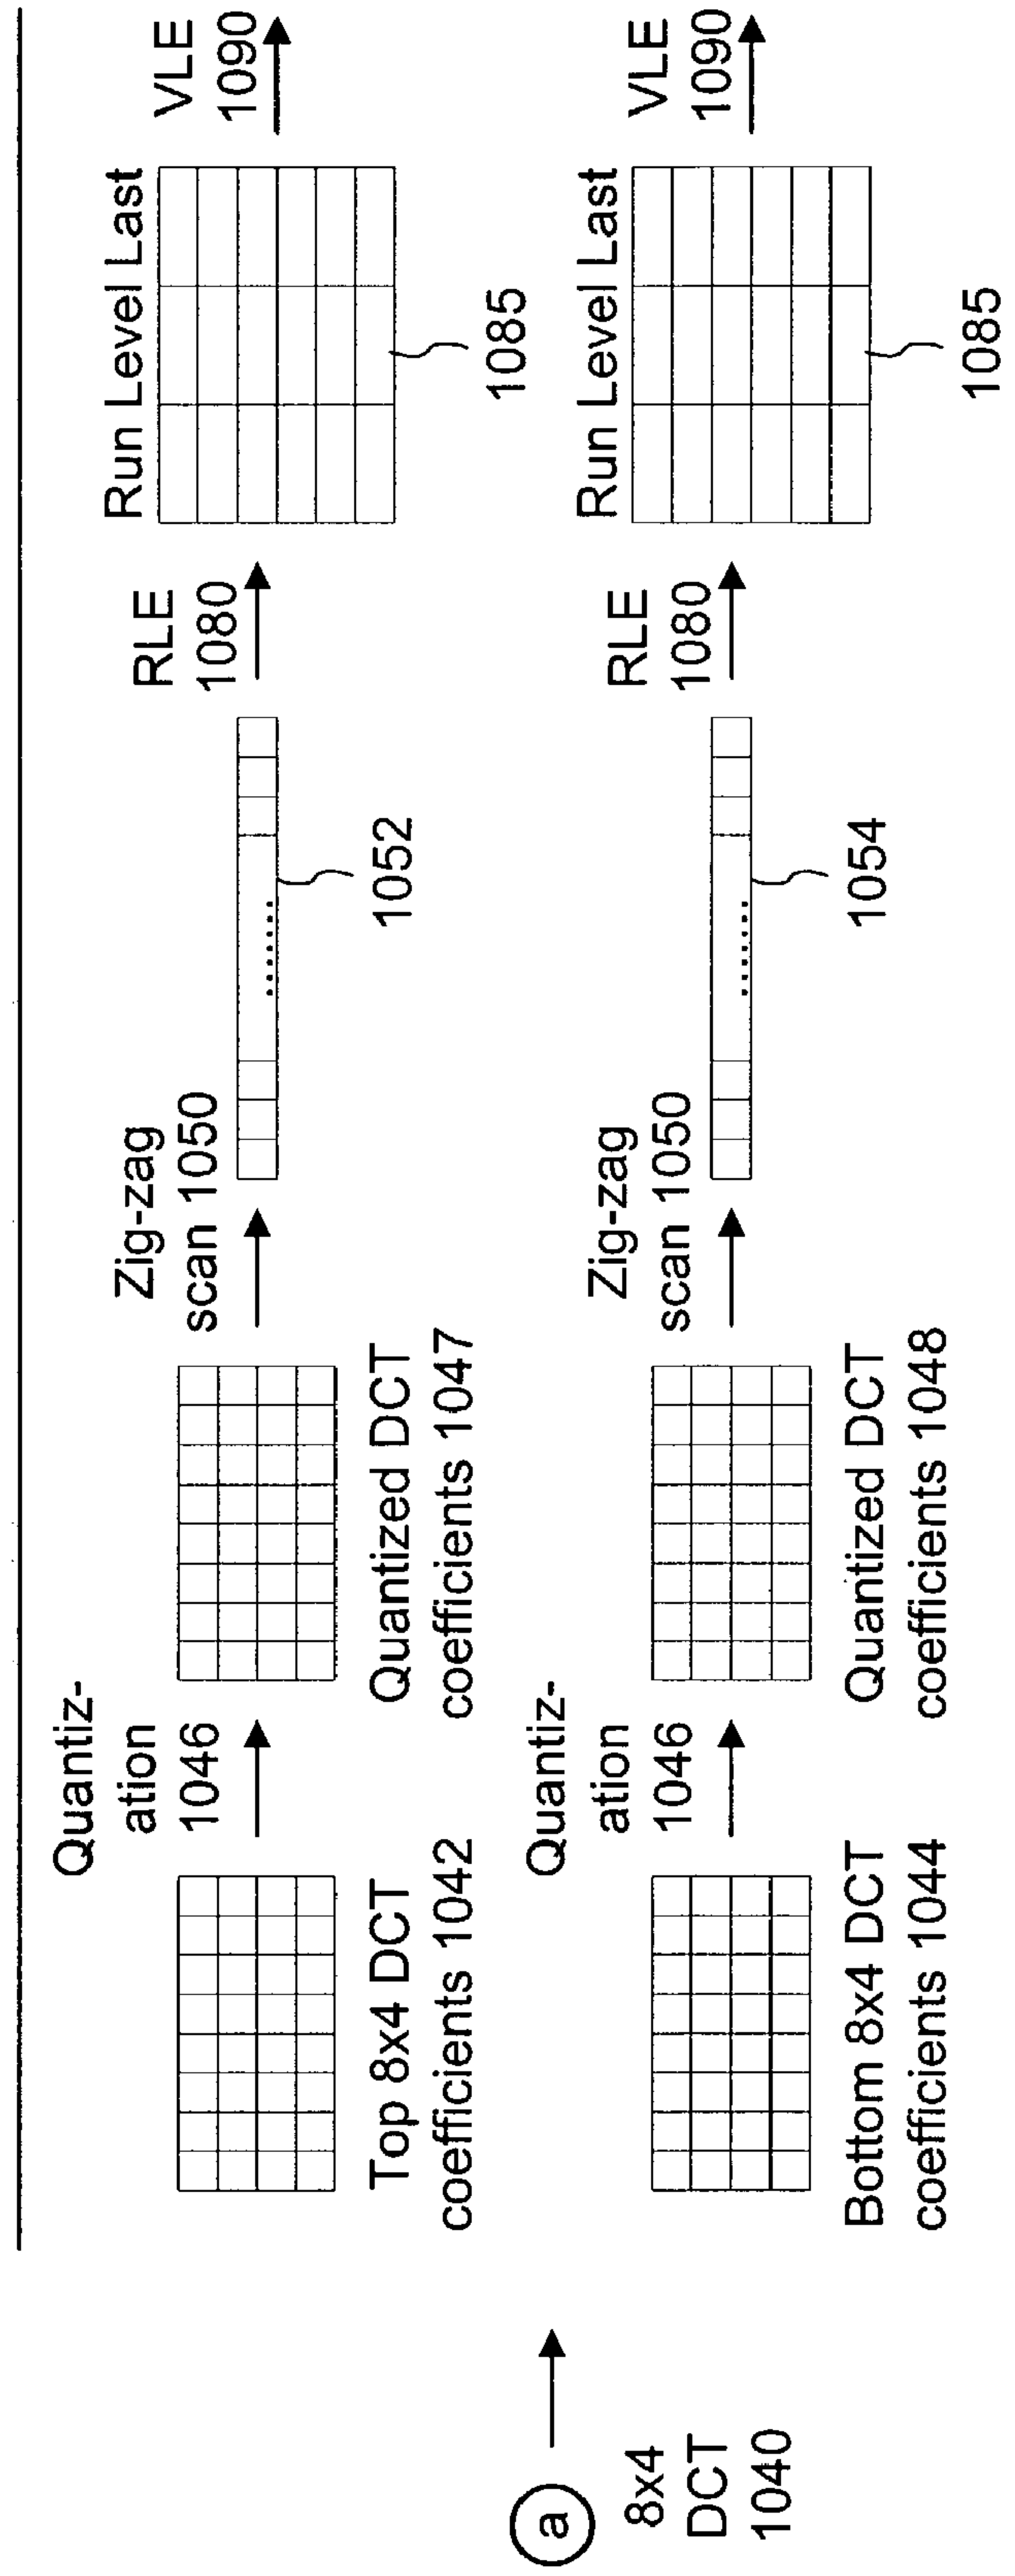 a
8x4
DCT
1040
Quantiz-
ation
1046
Top 8x4 DCT
coefficients 1042
Quantized DCT
coefficients 1047
Zig-zag
scan 1050
1052
RLE
1080
Run Level Last
1085
VLE
1090
Quantiz-
ation
1046
Bottom 8x4 DCT
coefficients 1044
Quantized DCT
coefficients 1048
Zig-zag
scan 1050
1054
RLE
1080
Run Level Last
1085
VLE
1090